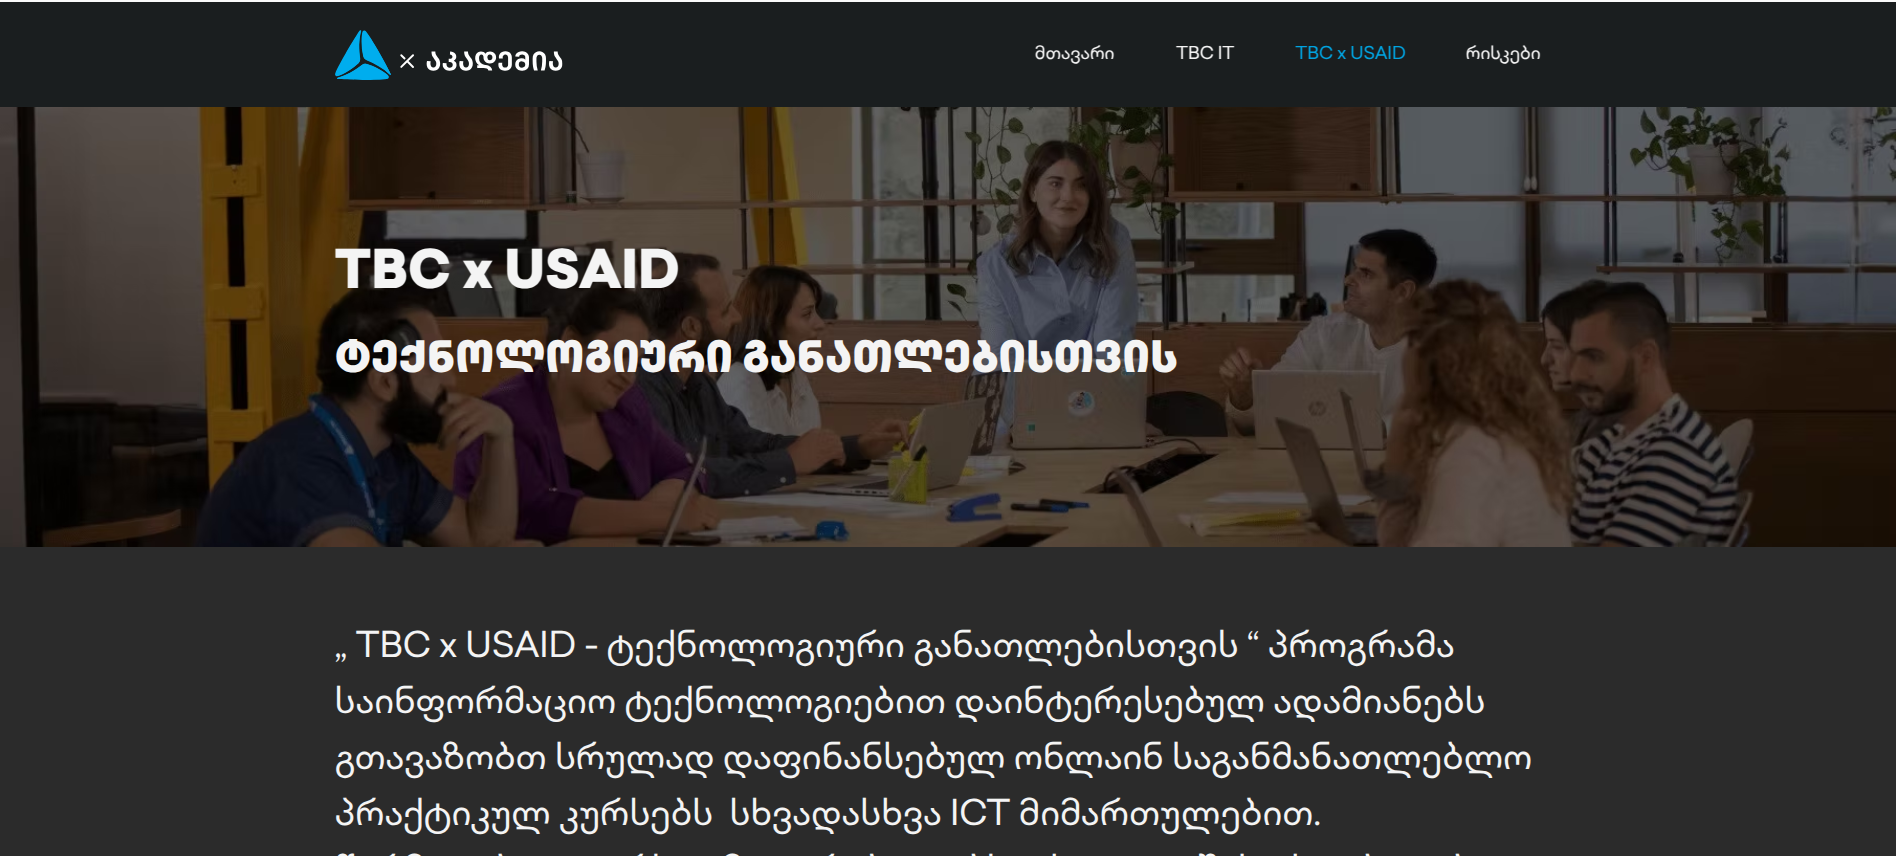 × აკადემია
მთავარი TBC IT TBC x USAID რისკები
TBC x USAID
ტექნოლოგიური განათლებისთვის
„ TBC x USAID - ტექნოლოგიური განათლებისთვის “ პროგრამა
საინფორმაციო ტექნოლოგიებით დაინტერესებულ ადამიანებს
გთავაზობთ სრულად დაფინანსებულ ონლაინ საგანმანათლებლო
პრაქტიკულ კურსებს სხვადასხვა ICT მიმართულებით.